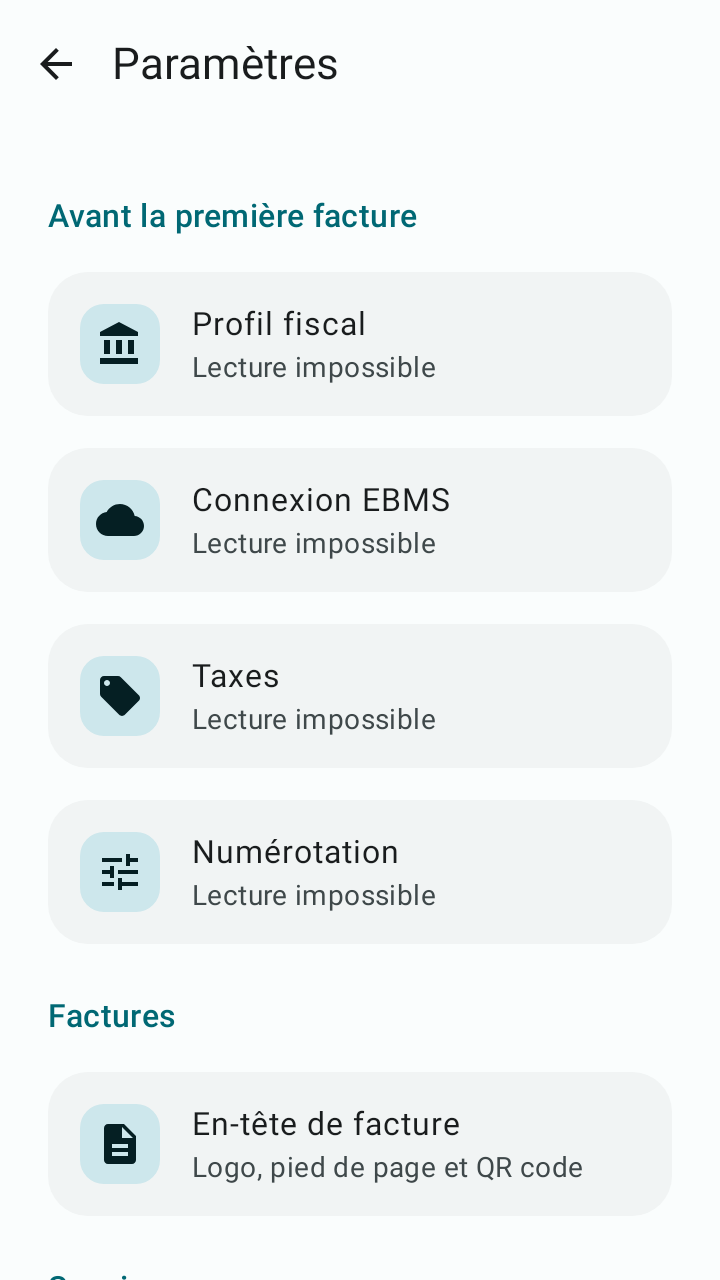 Paramètres
Avant la première facture
Profil fiscal
Lecture impossible
Connexion EBMS
Lecture impossible
Taxes
Lecture impossible
Numérotation
Lecture impossible
Factures
En-tête de facture
Logo, pied de page et QR code